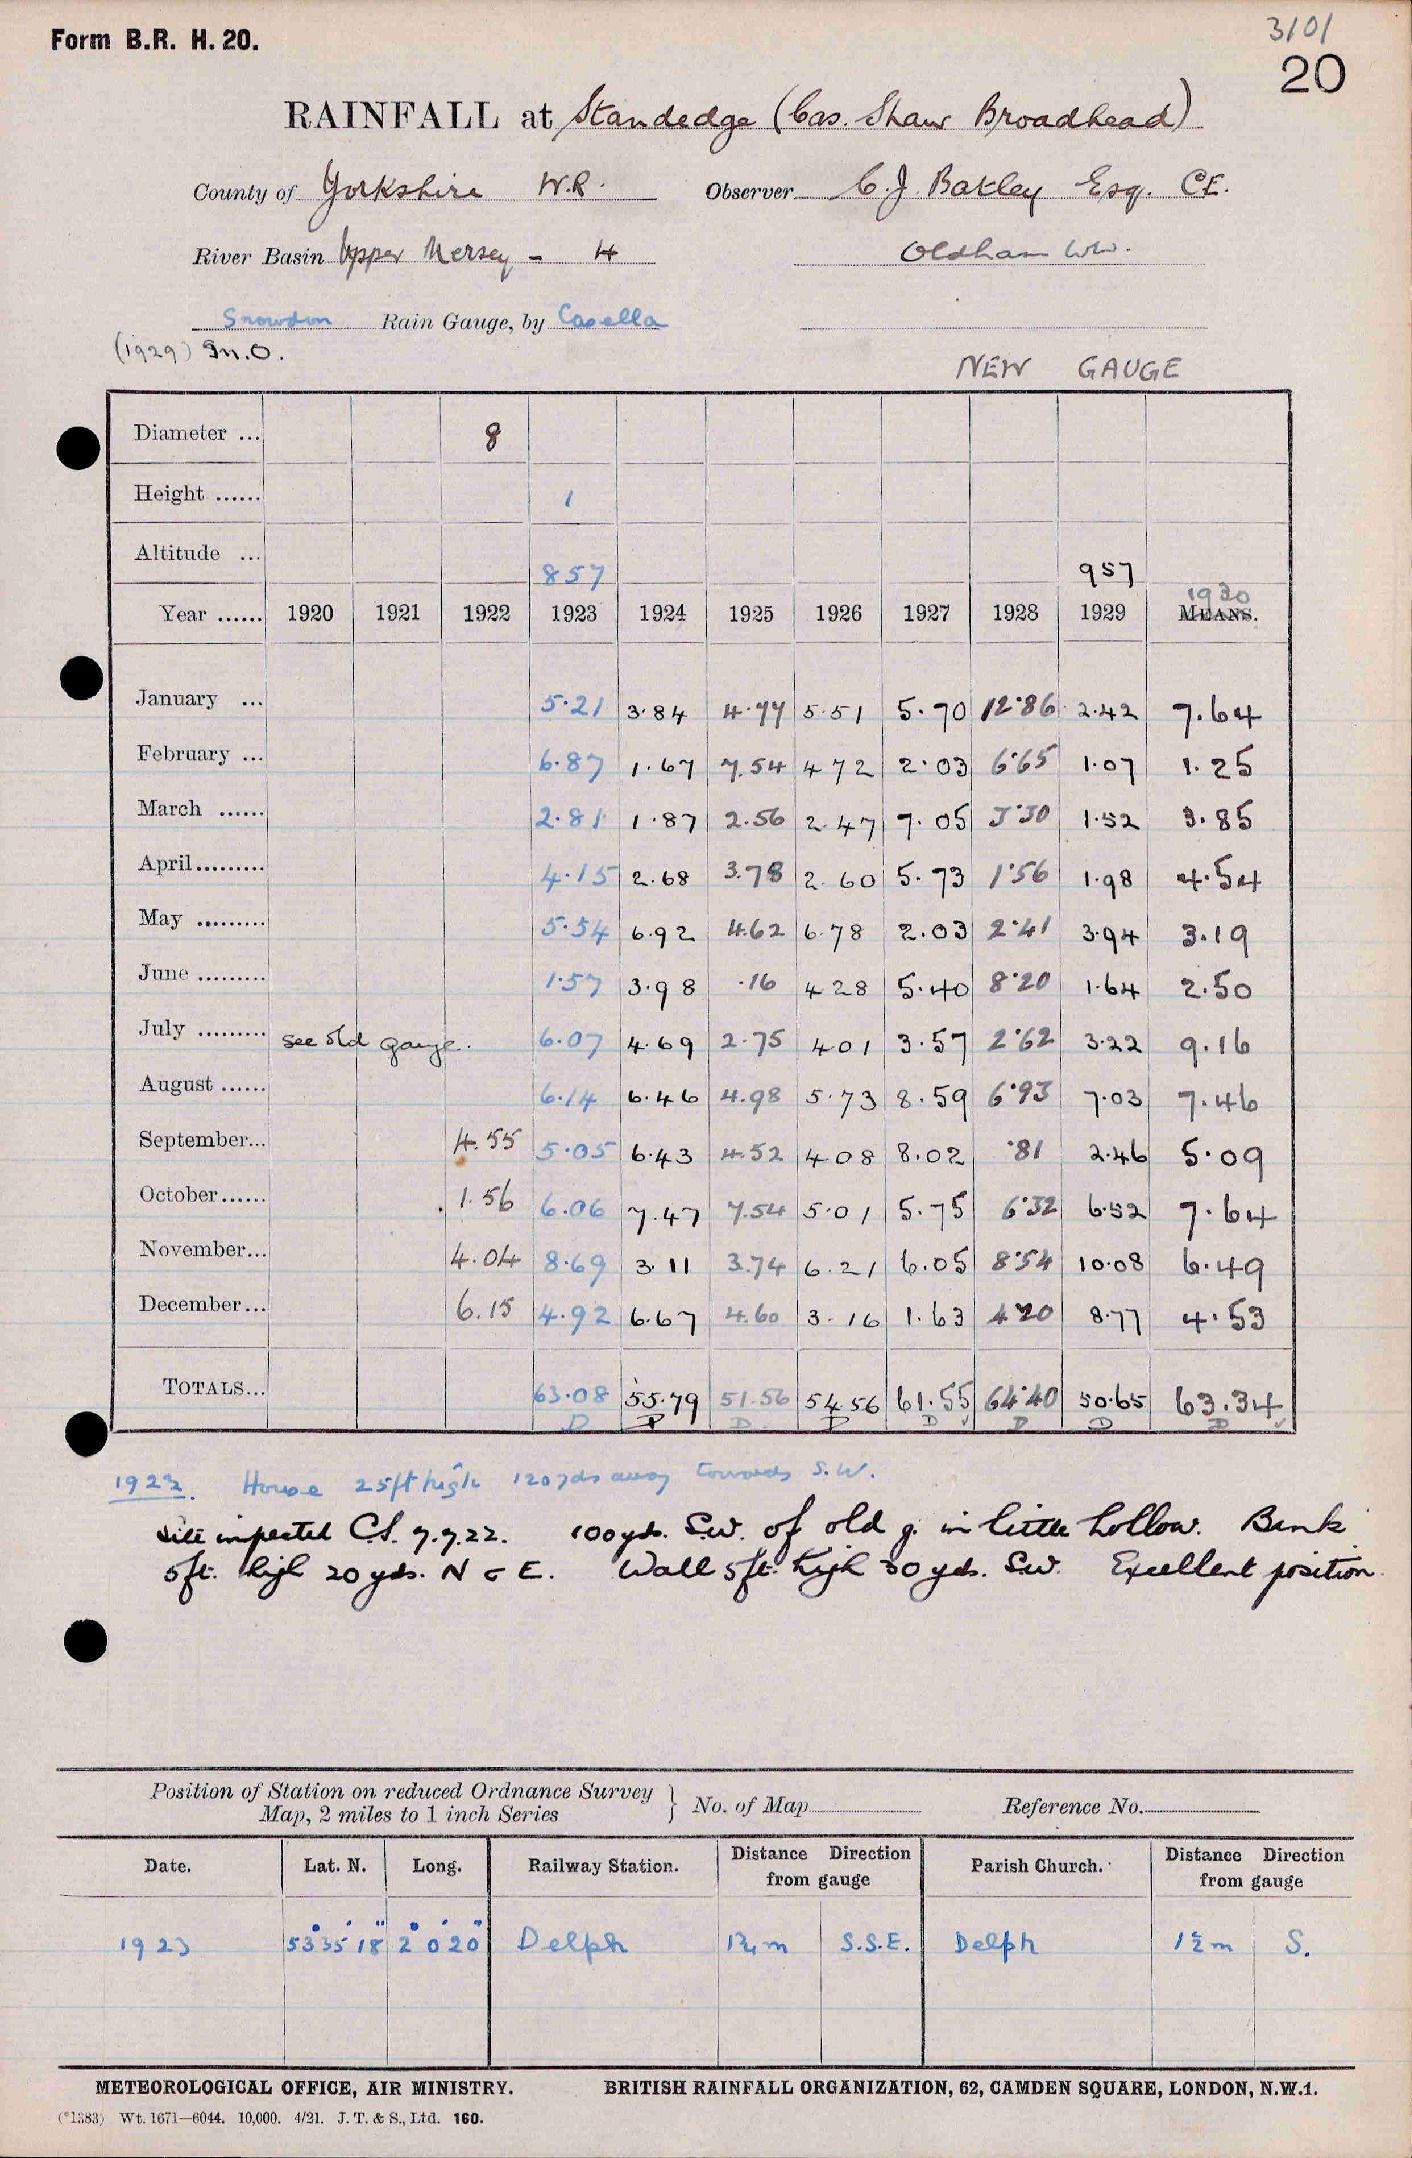 Form B.R. H. 20.
3101
20
RAINFALL at Standedge (Cas. Shaw Broadhead)
County of Yorkshire W.R. Observer C. J. Batley Esq. C.E.
River Basin Upper Mersey - H Oldham W.W.
Snowdon Rain Gauge, by Casella
(1929) M.O.
NEW GAUGE
Diameter ... 8
Height ...... 1
Altitude ... 857 957
Year ...... 1920 1921 1922 1923 1924 1925 1926 1927 1928 1929 MEANS. 1930
January ... 5.21 3.84 4.77 5.51 5.70 12.86 2.42 7.64
February ... 6.87 1.67 7.54 4 72 2.03 6.65 1.07 1.25
March ...... 2.81 1.87 2.56 2.47 7.05 3.30 1.52 3.85
April......... 4.15 2.68 3.78 2.60 5.73 1.56 1.98 4.54
May ......... 5.54 6.92 4.62 6.78 2.03 2.41 3.94 3.19
June ......... 1.57 3.98 .16 4 28 5.40 8.20 1.64 2.50
July ......... see old gauge. 6.07 4.69 2.75 4 01 3.57 2.62 3.22 9.16
August ...... 6.14 6.46 4.98 5.73 8.59 6.93 7.03 7.46
September... 4.55 5.05 6.43 4.52 4 08 8.02 .81 2.46 5.09
October...... 1.56 6.06 7.47 7.54 5.01 5.75 6.32 6.52 7.64
November... 4.04 8.69 3.11 3.74 6.21 6.05 8.54 10.08 6.49
December... 6.15 4.92 6.67 4.60 3.16 1.63 4.20 8.77 4.53
TOTALS... 63.08 55.79 51.56 54.56 61.55 64.40 50.65 63.34
D D D D D D D D
1923. House 25ft high 120 yds away towards S.W.
Site inspected C.S. 7.7.22. 100 yds. S.W. of old g. in little hollow. Bank
5ft. high 20 yds. N & E. Wall 5ft. high 30 yds. S.W. Excellent position
Position of Station on reduced Ordnance Survey
Map, 2 miles to 1 inch Series } No. of Map Reference No.
Date. Lat. N. Long. Railway Station. Distance from gauge Direction Parish Church. Distance from gauge Direction
1923 53° 35' 18" 2° 0' 20" Delph 1¾ m S.S.E. Delph 1½ m S.
METEOROLOGICAL OFFICE, AIR MINISTRY. BRITISH RAINFALL ORGANIZATION, 62, CAMDEN SQUARE, LONDON, N.W.1.
(*1383) Wt. 1671—6044. 10,000. 4/21. J. T. & S., Ltd. 160.